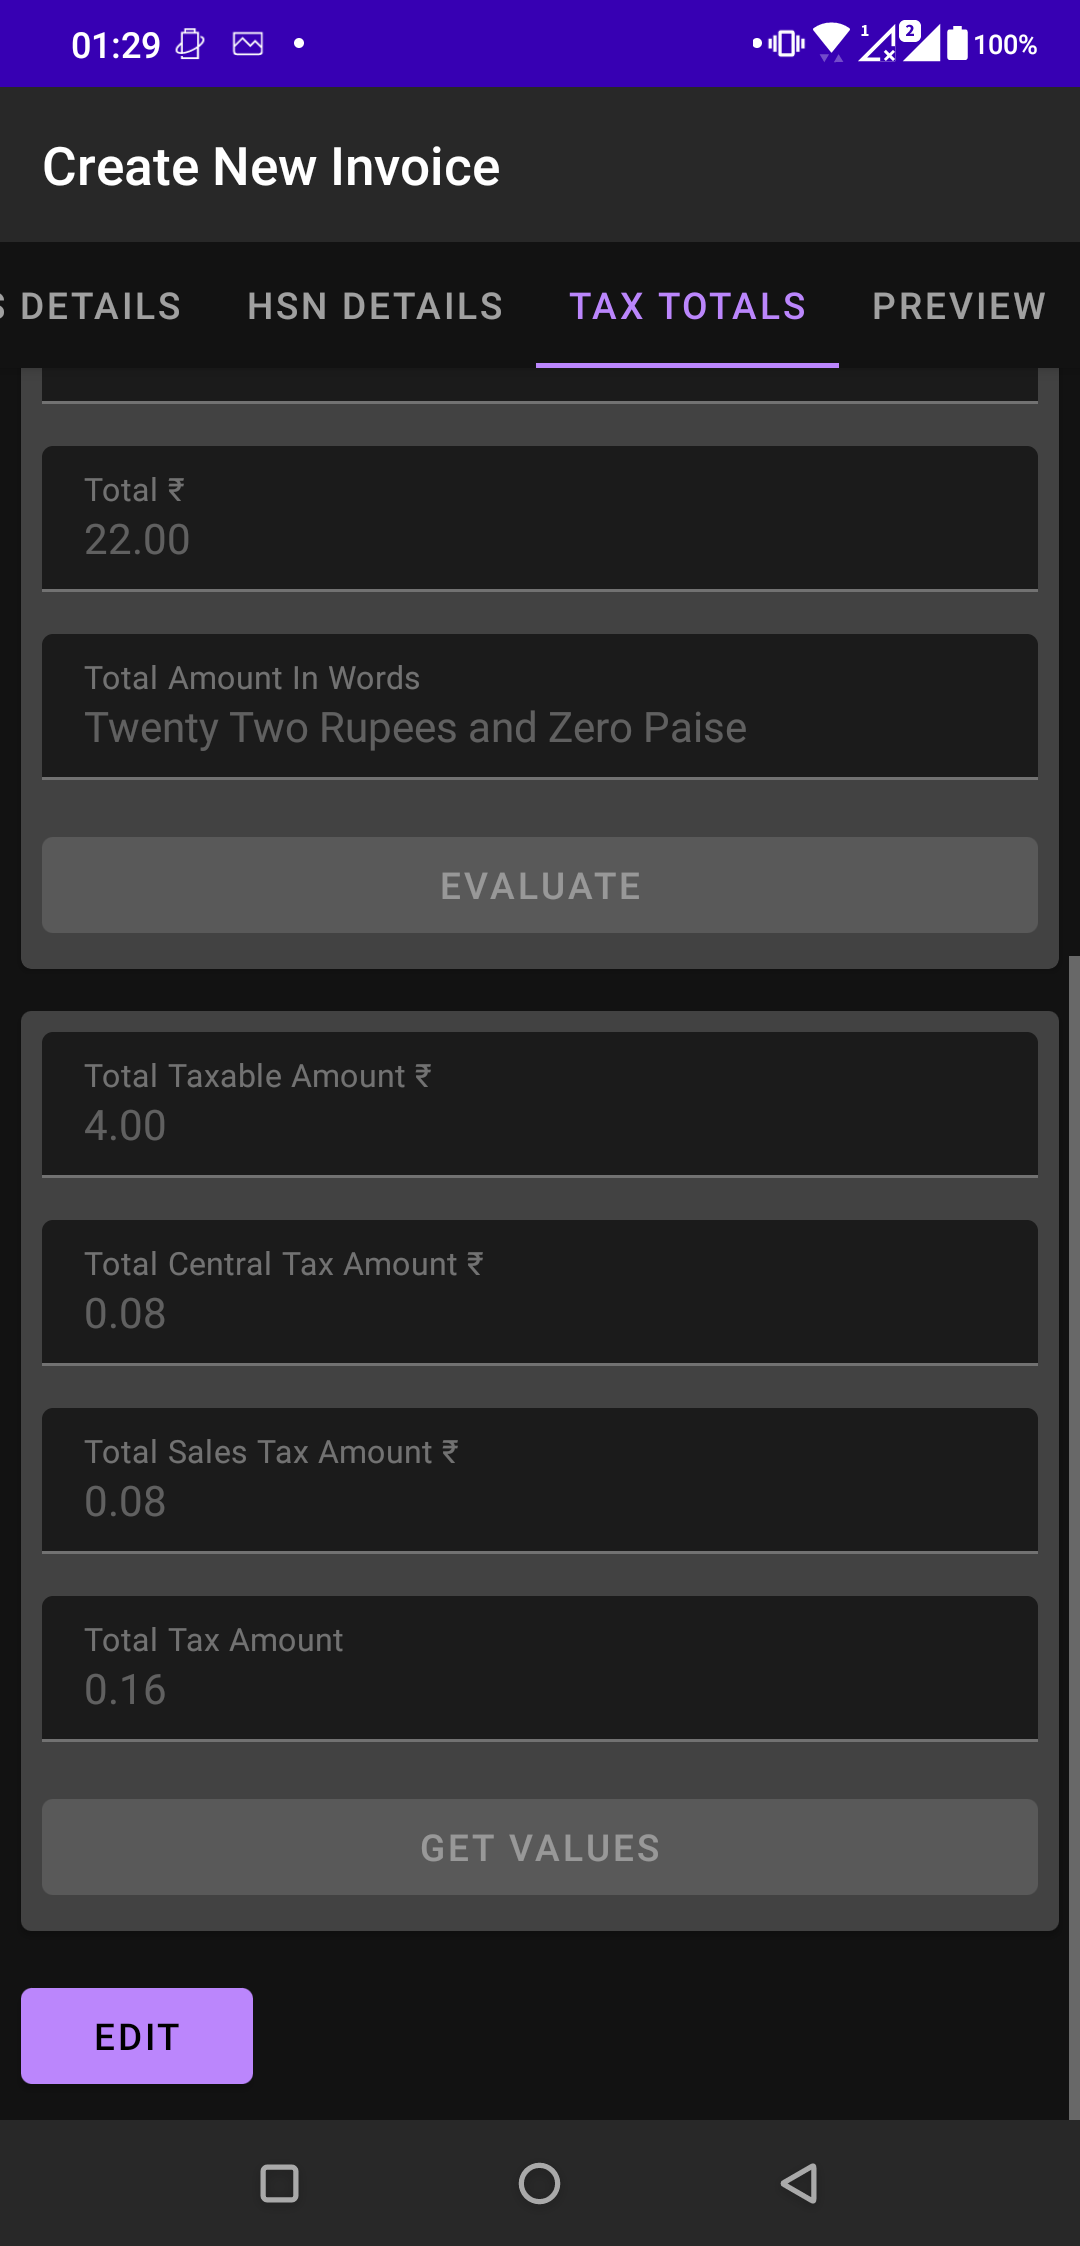 01:29
1
2
100%
Create New Invoice
S DETAILS
HSN DETAILS
TAX TOTALS
PREVIEW
Total ₹
22.00
Total Amount In Words
Twenty Two Rupees and Zero Paise
EVALUATE
Total Taxable Amount ₹
4.00
Total Central Tax Amount ₹
0.08
Total Sales Tax Amount ₹
0.08
Total Tax Amount
0.16
GET VALUES
EDIT